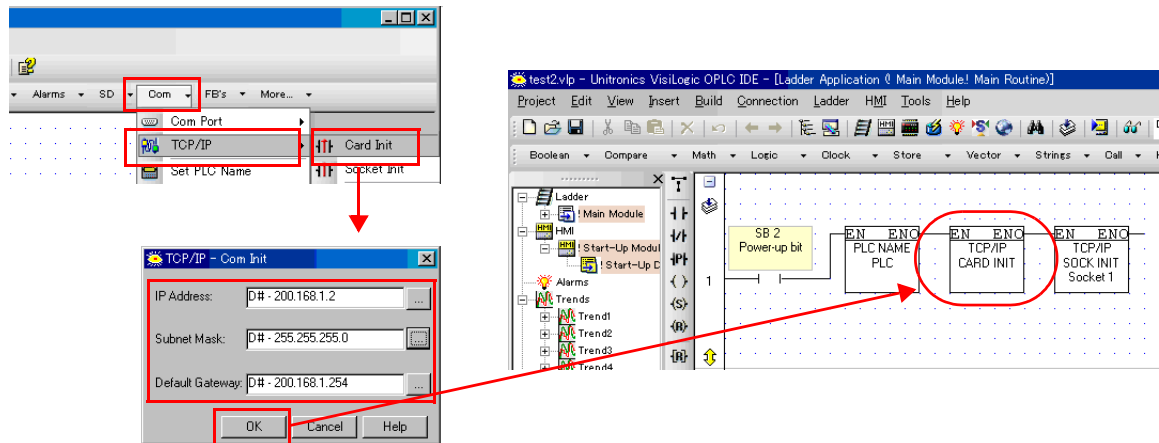 Alarms SD Com FB's More...
Com Port
TCP/IP
Card Init
Set PLC Name
Socket Init
TCP/IP - Com Init
IP Address: D# - 200.168.1.2 ...
Subnet Mask: D# - 255.255.255.0 ...
Default Gateway: D# - 200.168.1.254 ...
OK Cancel Help
test2.vlp - Unitronics VisiLogic OPLC IDE - [Ladder Application (! Main Module! Main Routine)]
Project Edit View Insert Build Connection Ladder HMI Tools Help
Boolean Compare Math Logic Clock Store Vector Strings Call
Ladder
! Main Module
HMI
! Start-Up Modul
! Start-Up D
Alarms
Trends
Trend1
Trend2
Trend3
Trend4
1
SB 2
Power-up bit
EN ENO
PLC NAME
PLC
EN ENO
TCP/IP
CARD INIT
EN ENO
TCP/IP
SOCK INIT
Socket 1